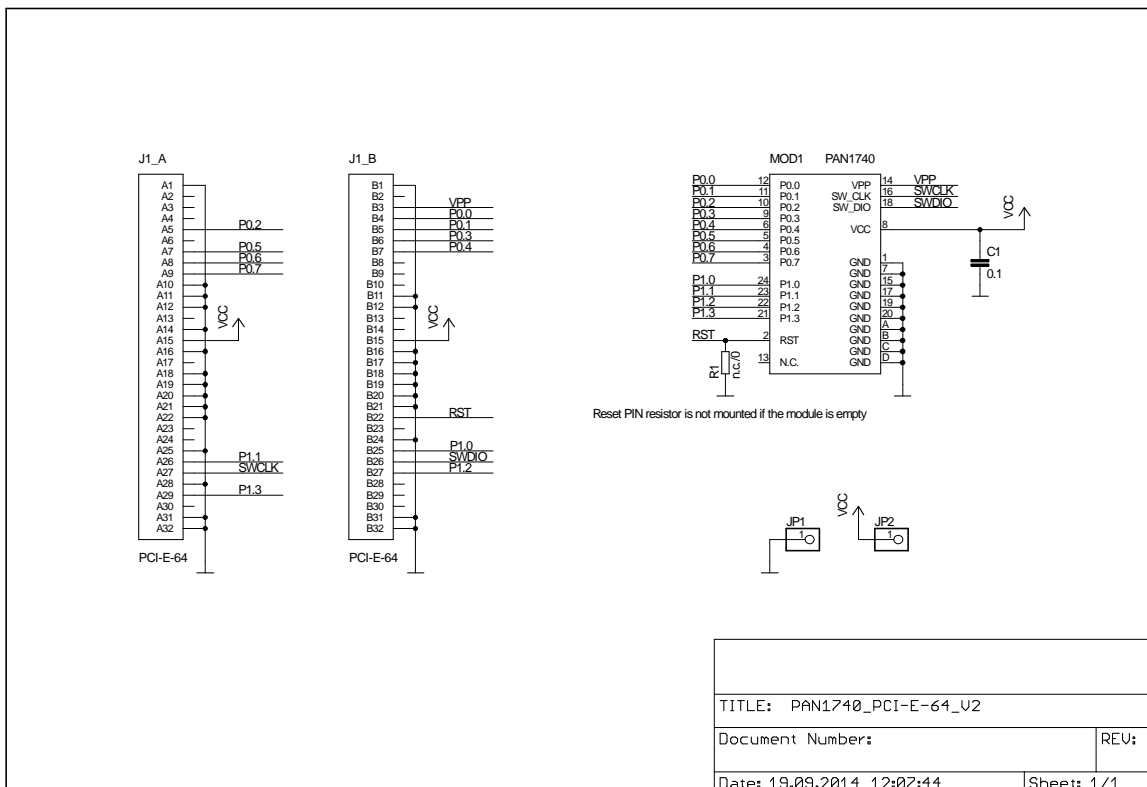 J1_A
A1
A2
A3
A4
A5 P0.2
A6
A7 P0.5
A8 P0.6
A9 P0.7
A10
A11
A12
A13
A14
A15 VCC
A16
A17
A18
A19
A20
A21
A22
A23
A24
A25
A26 P1.1
A27 SWCLK
A28
A29 P1.3
A30
A31
A32
PCI-E-64
J1_B
B1
B2
B3 VPP
B4 P0.0
B5 P0.1
B6 P0.3
B7 P0.4
B8
B9
B10
B11
B12
B13
B14
B15 VCC
B16
B17
B18
B19
B20
B21
B22 RST
B23
B24
B25 P1.0
B26 SWDIO
B27 P1.2
B28
B29
B30
B31
B32
PCI-E-64
MOD1 PAN1740
P0.0 12 P0.0 VPP 14 VPP
P0.1 11 P0.1 SW_CLK 16 SWCLK
P0.2 10 P0.2 SW_DIO 18 SWDIO
P0.3 9 P0.3
P0.4 6 P0.4 VCC 8 VCC
P0.5 5 P0.5
P0.6 4 P0.6
P0.7 3 P0.7 GND 1
GND 7
P1.0 24 P1.0 GND 15
P1.1 23 P1.1 GND 17
P1.2 22 P1.2 GND 19
P1.3 21 P1.3 GND 20
GND A
RST 2 RST GND B
GND C
13 N.C. GND D
C1
0.1
R1
n.c./0
Reset PIN resistor is not mounted if the module is empty
JP1
1
VCC
JP2
1
TITLE: PAN1740_PCI-E-64_V2
Document Number:
REV:
Date: 19.09.2014 12:07:44
Sheet: 1/1